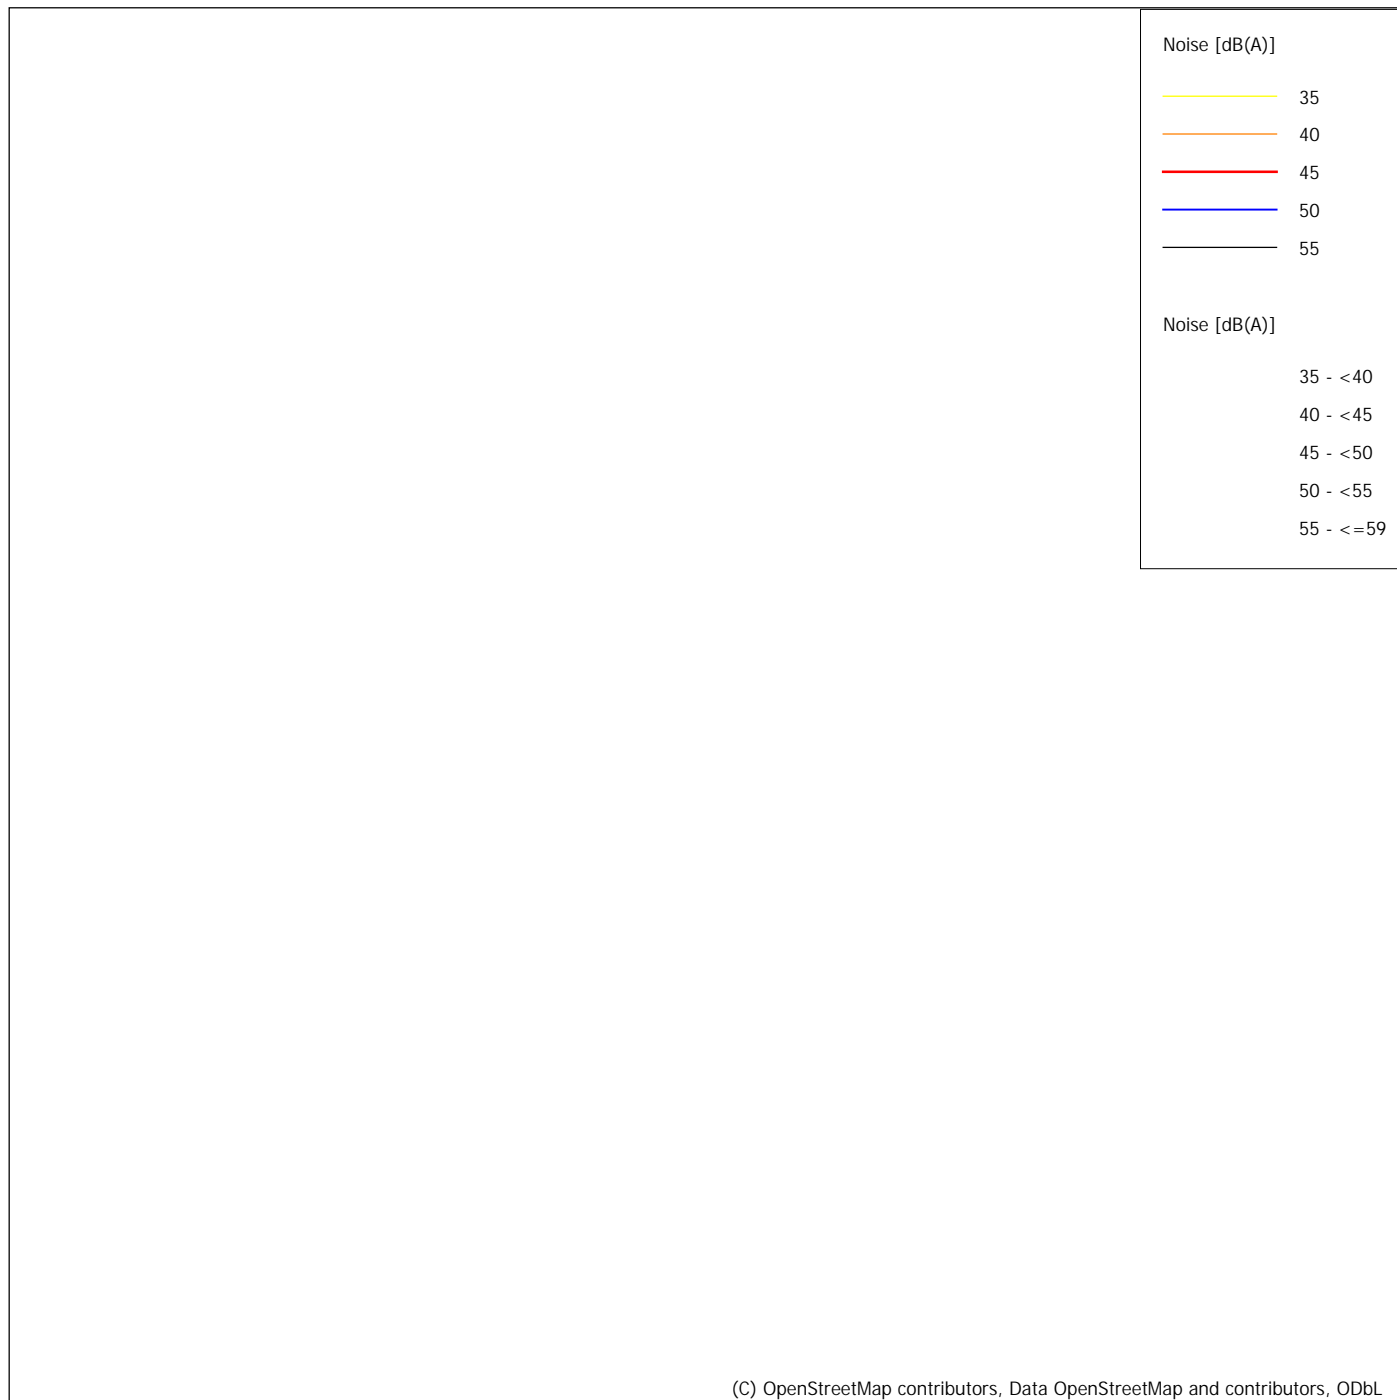 Noise [dB(A)]
35
40
45
50
55
Noise [dB(A)]
35 - <40
40 - <45
45 - <50
50 - <55
55 - <=59
(C) OpenStreetMap contributors, Data OpenStreetMap and contributors, ODbL